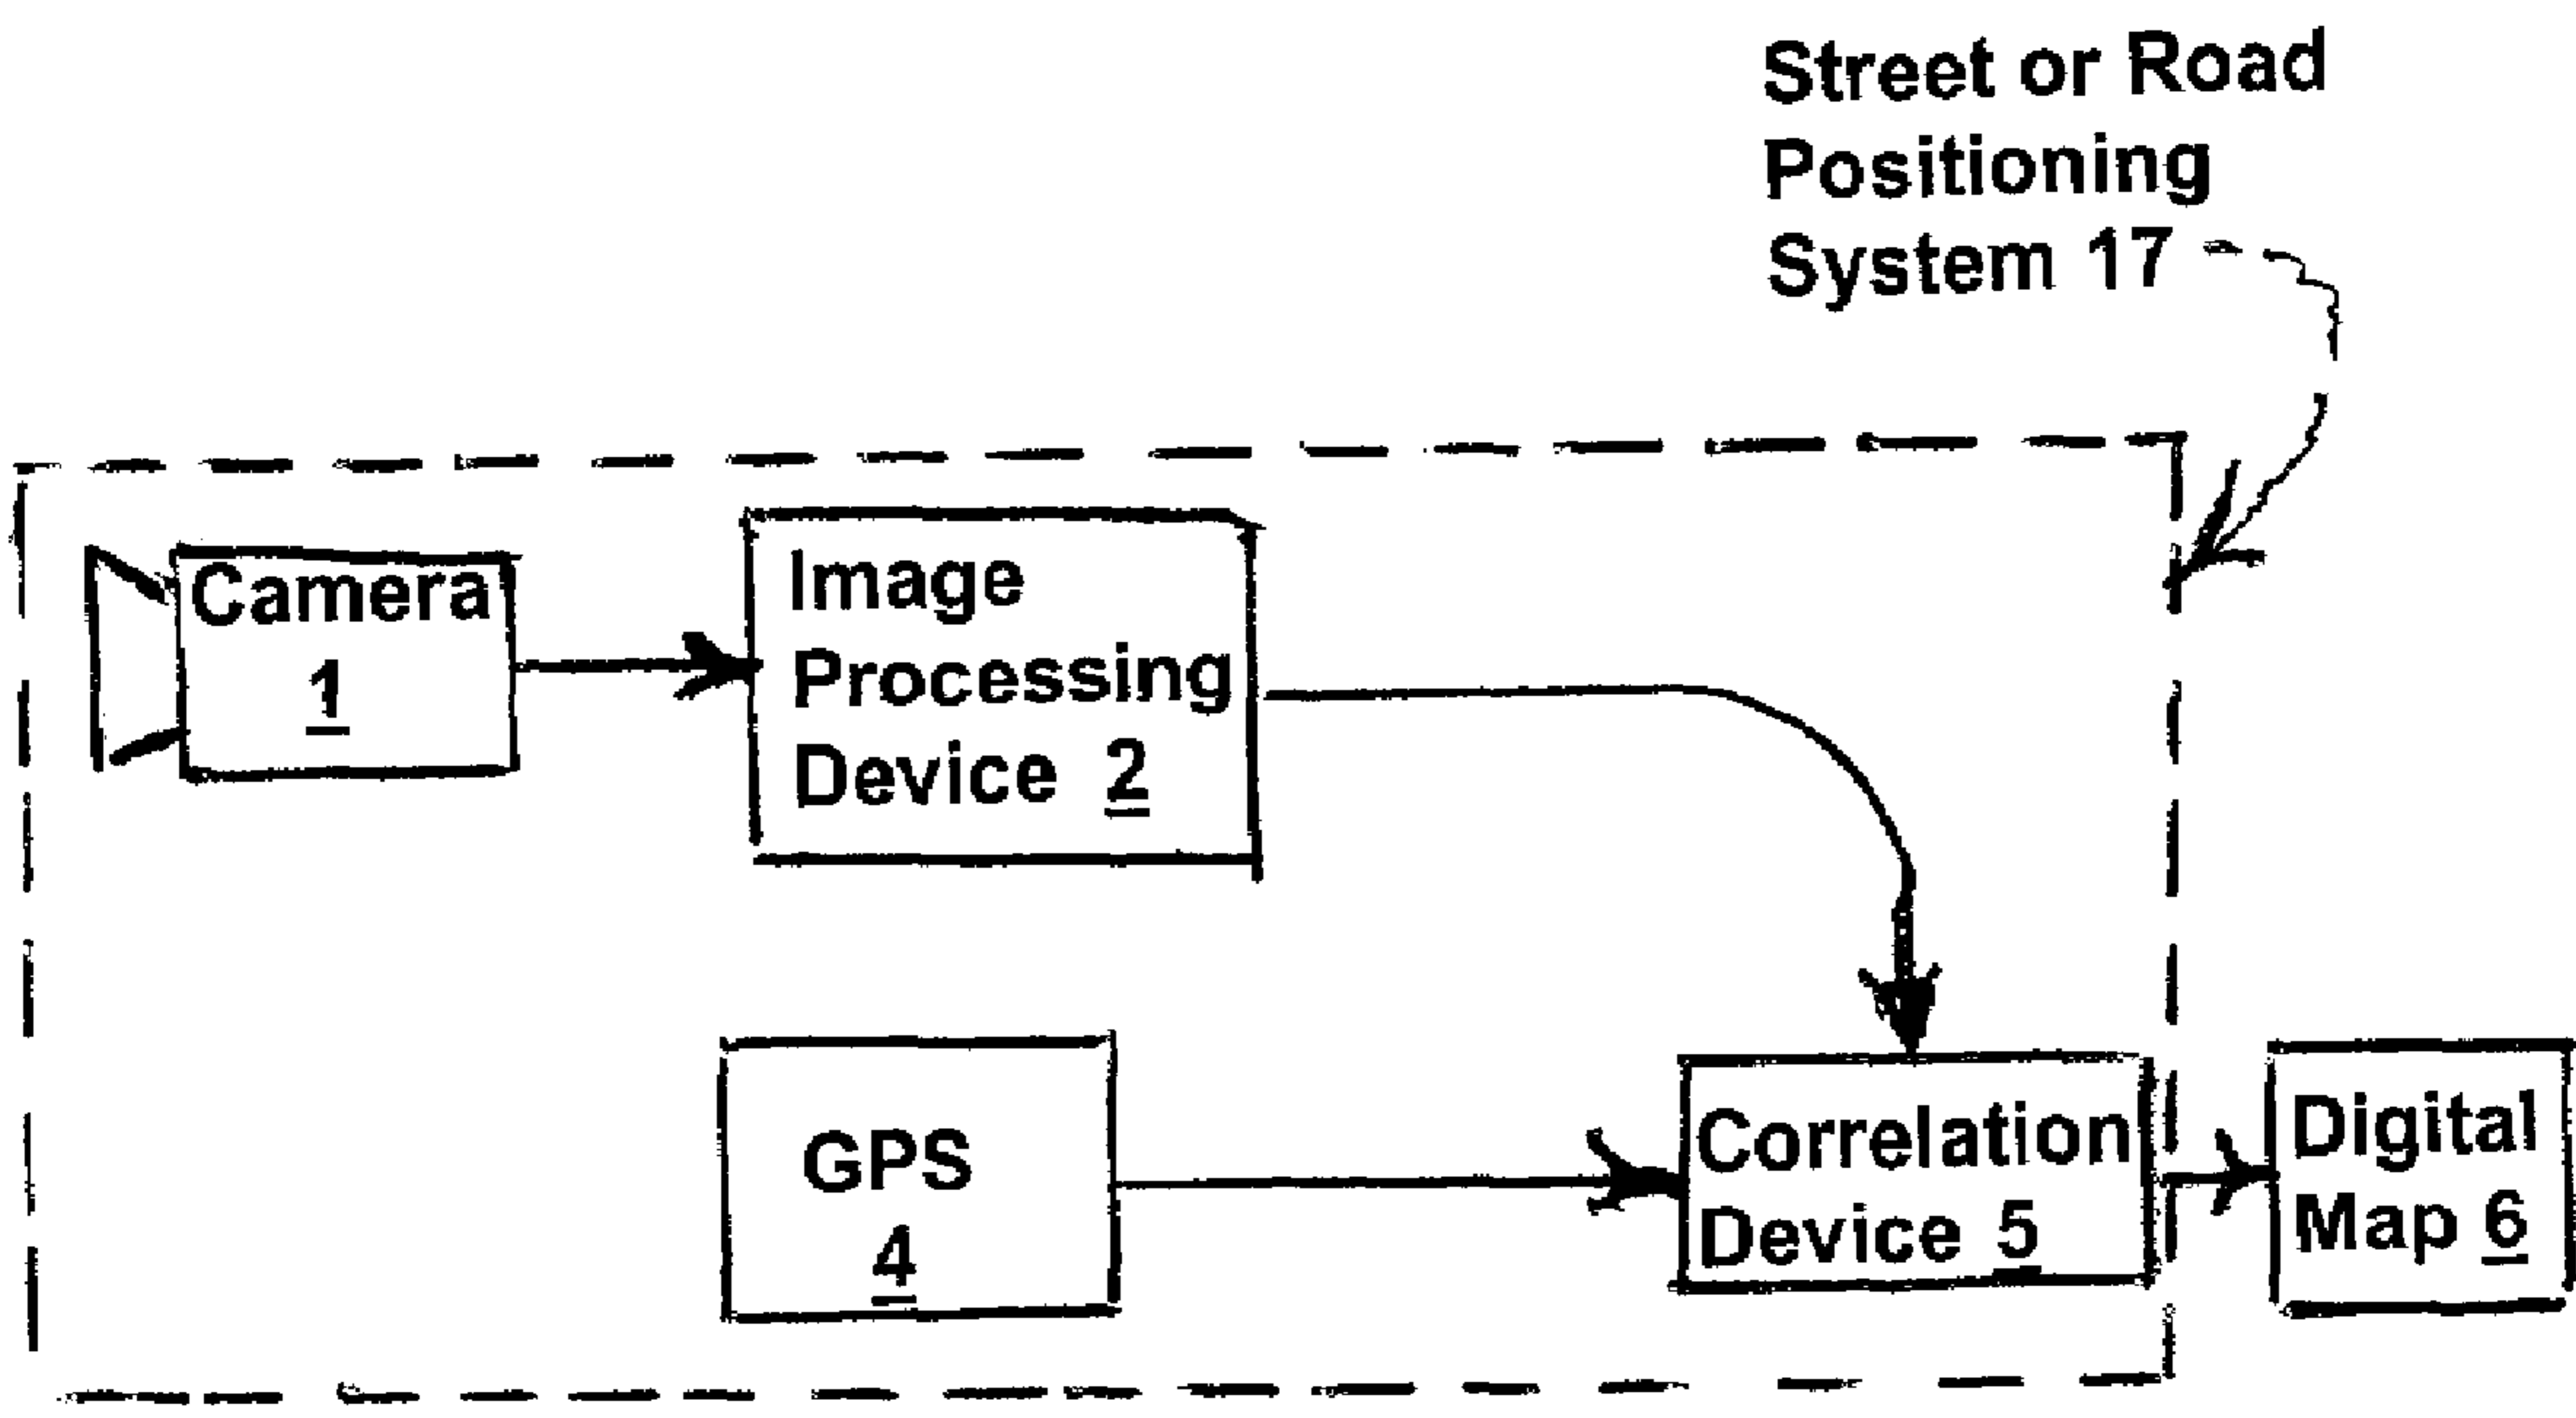 Street or Road
Positioning
System 17
Camera
1
Image
Processing
Device 2
GPS
4
Correlation
Device 5
Digital
Map 6